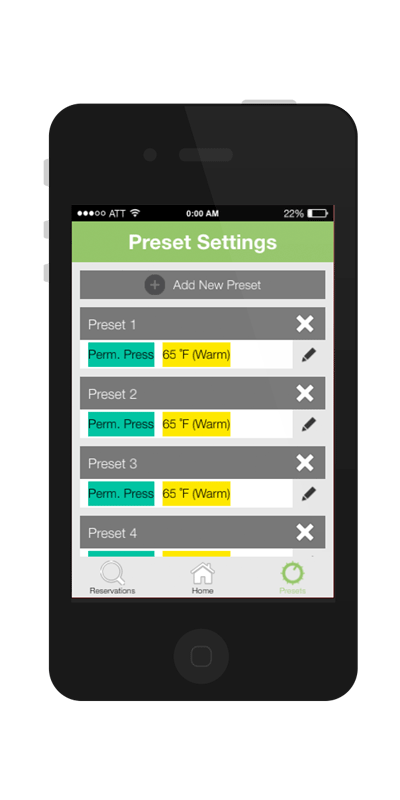 ATT 0:00 AM 22%
Preset Settings
Add New Preset
Preset 1
Perm. Press 65 °F (Warm)
Preset 2
Perm. Press 65 °F (Warm)
Preset 3
Perm. Press 65 °F (Warm)
Preset 4
Reservations Home Presets